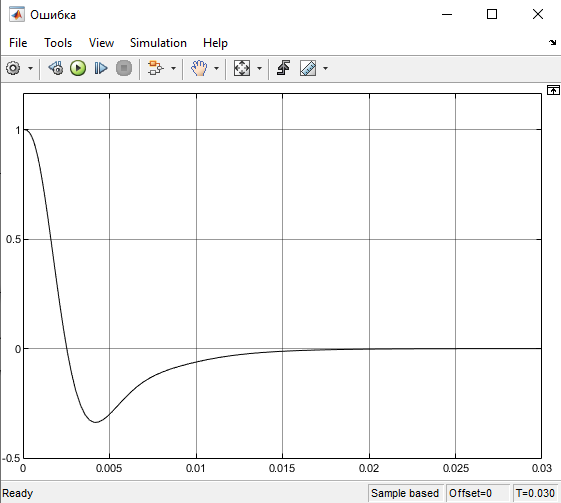 Ошибка
File Tools View Simulation Help
1
0.5
0
-0.5
0 0.005 0.01 0.015 0.02 0.025 0.03
Ready Sample based Offset=0 T=0.030